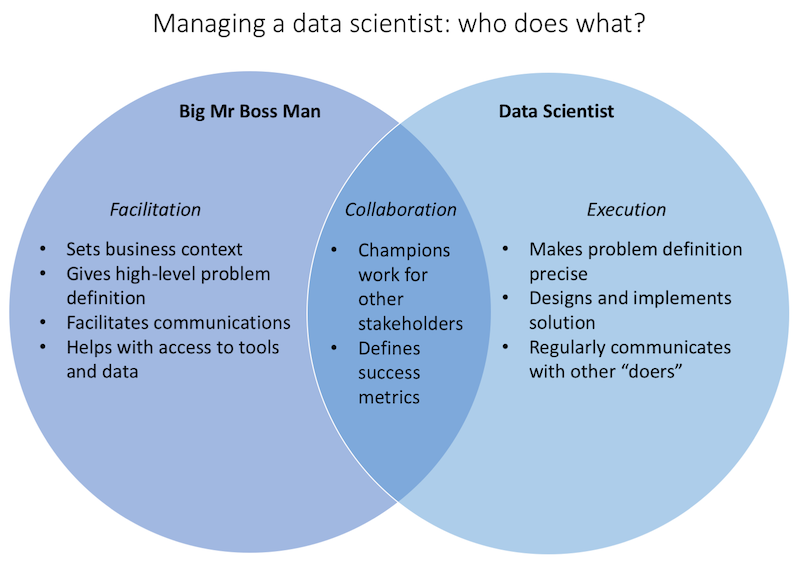 Managing a data scientist: who does what?
Big Mr Boss Man
Facilitation
• Sets business context
• Gives high-level problem
definition
• Facilitates communications
• Helps with access to tools
and data
Collaboration
• Champions
work for
other
stakeholders
• Defines
success
metrics
Data Scientist
Execution
• Makes problem definition
precise
• Designs and implements
solution
• Regularly communicates
with other “doers”